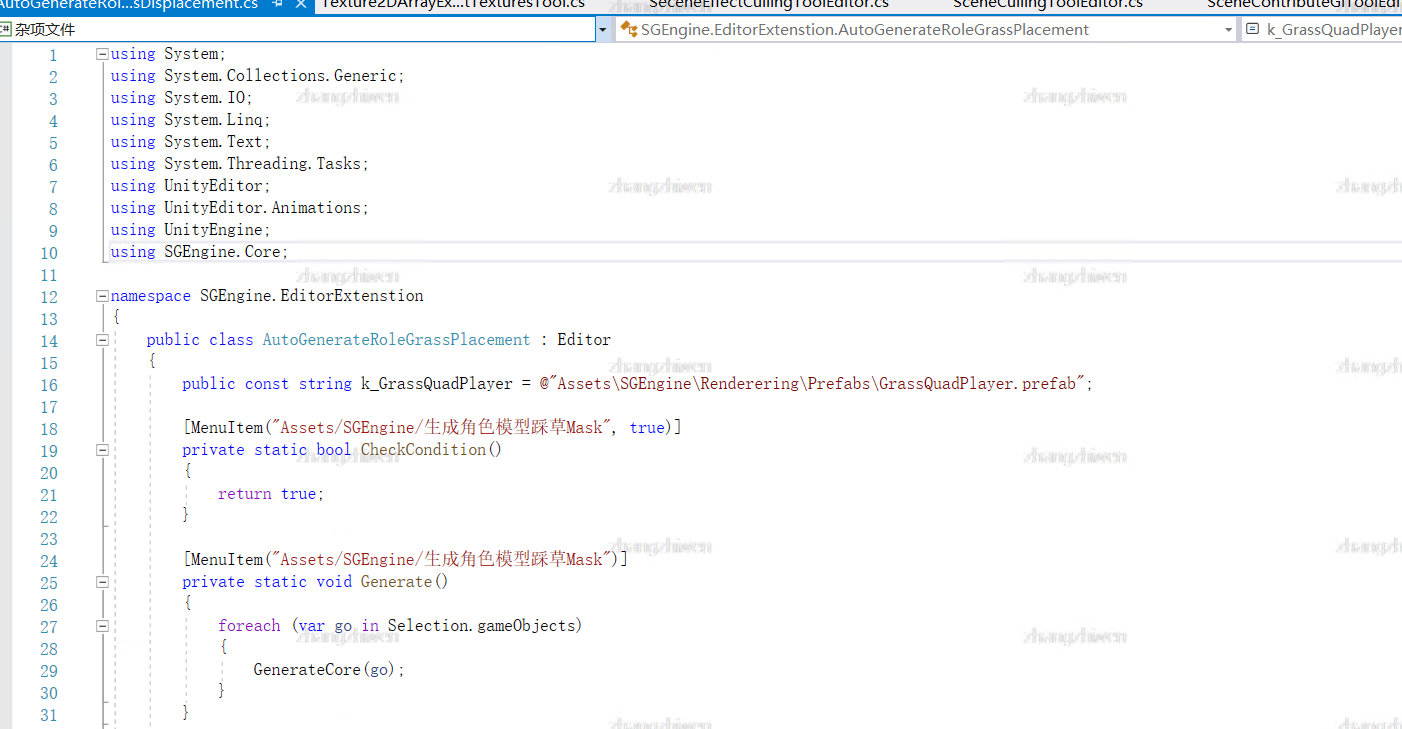 AutoGenerateRol...sDisplacement.cs
Texture2DArrayEx...tTexturesTool.cs
SeceneEffectCullingToolEditor.cs
SceneCullingToolEditor.cs
SceneContributeGIToolEdi
杂项文件
SGEngine.EditorExtenstion.AutoGenerateRoleGrassPlacement
k_GrassQuadPlayer
1 using System;
2 using System.Collections.Generic;
3 using System.IO;
4 using System.Linq;
5 using System.Text;
6 using System.Threading.Tasks;
7 using UnityEditor;
8 using UnityEditor.Animations;
9 using UnityEngine;
10 using SGEngine.Core;
11
12 namespace SGEngine.EditorExtenstion
13 {
14 public class AutoGenerateRoleGrassPlacement : Editor
15 {
16 public const string k_GrassQuadPlayer = @"Assets\SGEngine\Renderering\Prefabs\GrassQuadPlayer.prefab";
17
18 [MenuItem("Assets/SGEngine/生成角色模型踩草Mask", true)]
19 private static bool CheckCondition()
20 {
21 return true;
22 }
23
24 [MenuItem("Assets/SGEngine/生成角色模型踩草Mask")]
25 private static void Generate()
26 {
27 foreach (var go in Selection.gameObjects)
28 {
29 GenerateCore(go);
30 }
31 }
zhangzhiwen